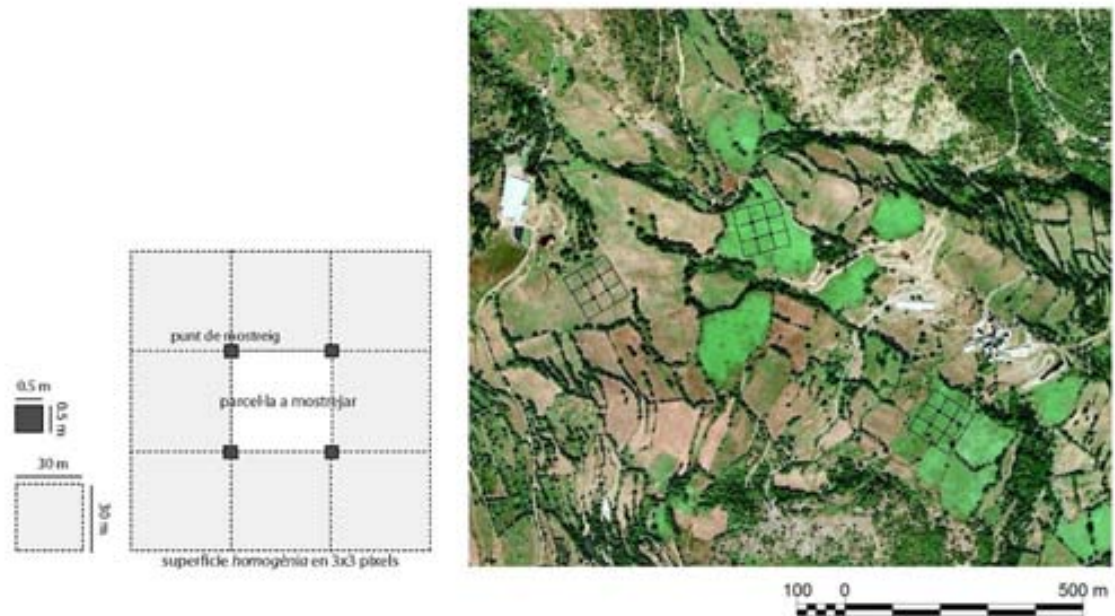 punt de mostreig
0.5 m
0.5 m
parcel·la a mostrejar
30 m
30 m
superfície homogènia en 3x3 píxels
100 0 500 m